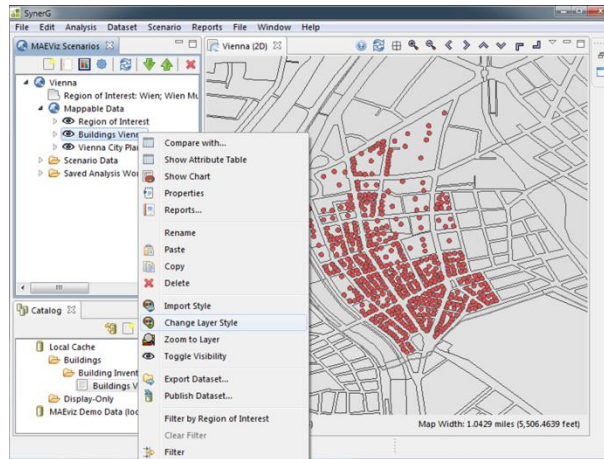 SynerG
File Edit Analysis Dataset Scenario Reports File Window Help
MAEViz Scenarios
Vienna (2D)
Vienna
Region of Interest: Wien; Wien Mu
Mappable Data
Region of Interest
Buildings Vienn
Vienna City Pla
Scenario Data
Saved Analysis Wor
Compare with...
Show Attribute Table
Show Chart
Properties
Reports...
Rename
Paste
Copy
Delete
Import Style
Change Layer Style
Zoom to Layer
Toggle Visibility
Export Dataset...
Publish Dataset...
Filter by Region of Interest
Clear Filter
Filter
Catalog
Local Cache
Buildings
Building Invent
Buildings V
Display-Only
MAEviz Demo Data (loc
Map Width: 1.0429 miles (5,506.4639 feet)